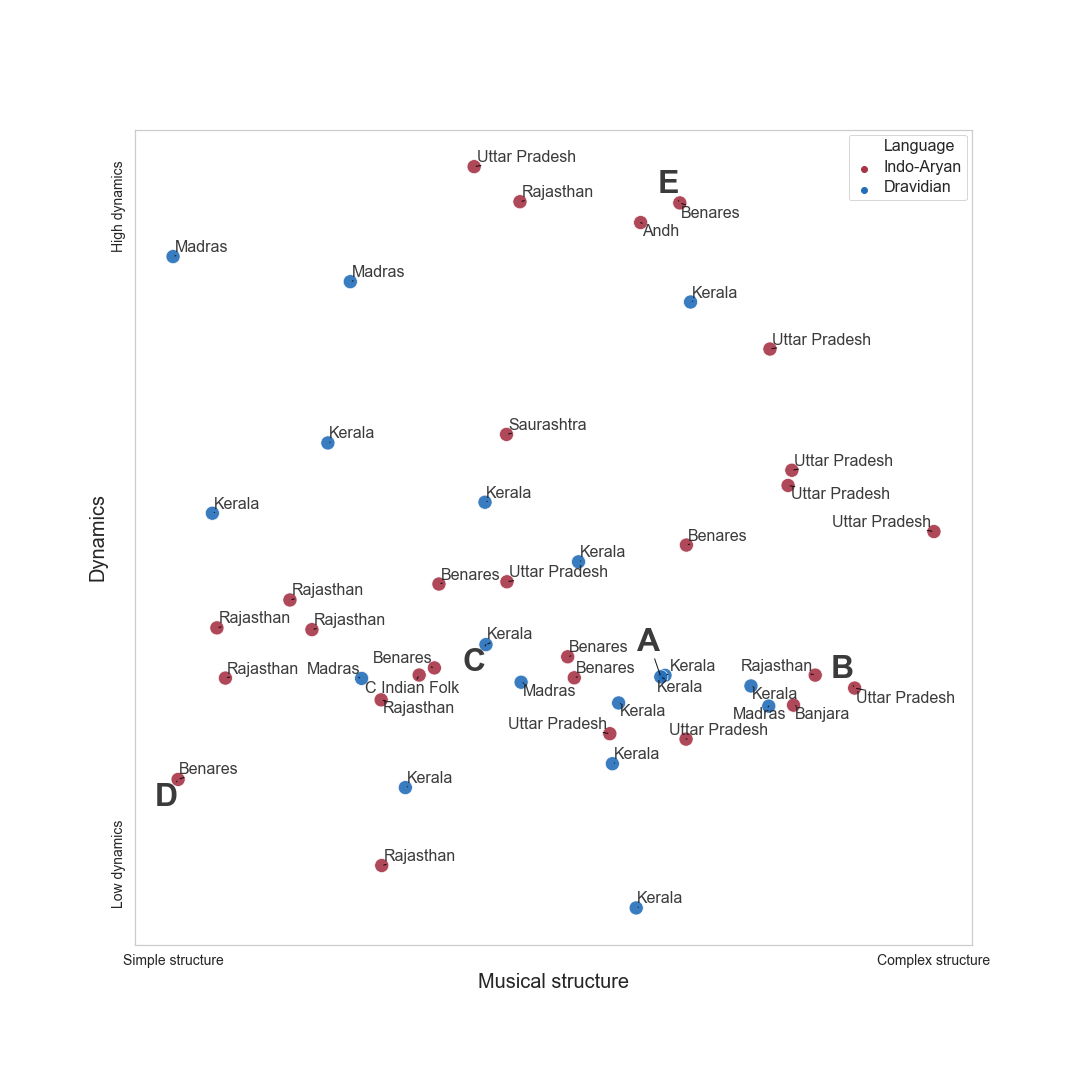 Language
Indo-Aryan
Dravidian
High dynamics
Dynamics
Low dynamics
Uttar Pradesh
E
Rajasthan
Benares
Andh
Madras
Madras
Kerala
Uttar Pradesh
Saurashtra
Kerala
Uttar Pradesh
Kerala
Uttar Pradesh
Kerala
Uttar Pradesh
Benares
Kerala
Benares
Uttar Pradesh
Rajasthan
Rajasthan
Rajasthan
Kerala
A
Benares
Benares
C
Kerala
B
Rajasthan
Madras
Benares
Rajasthan
C Indian Folk
Kerala
Madras
Kerala
Uttar Pradesh
Rajasthan
Kerala
Madras
Banjara
Uttar Pradesh
Uttar Pradesh
Kerala
Benares
D
Kerala
Rajasthan
Kerala
Simple structure
Complex structure
Musical structure